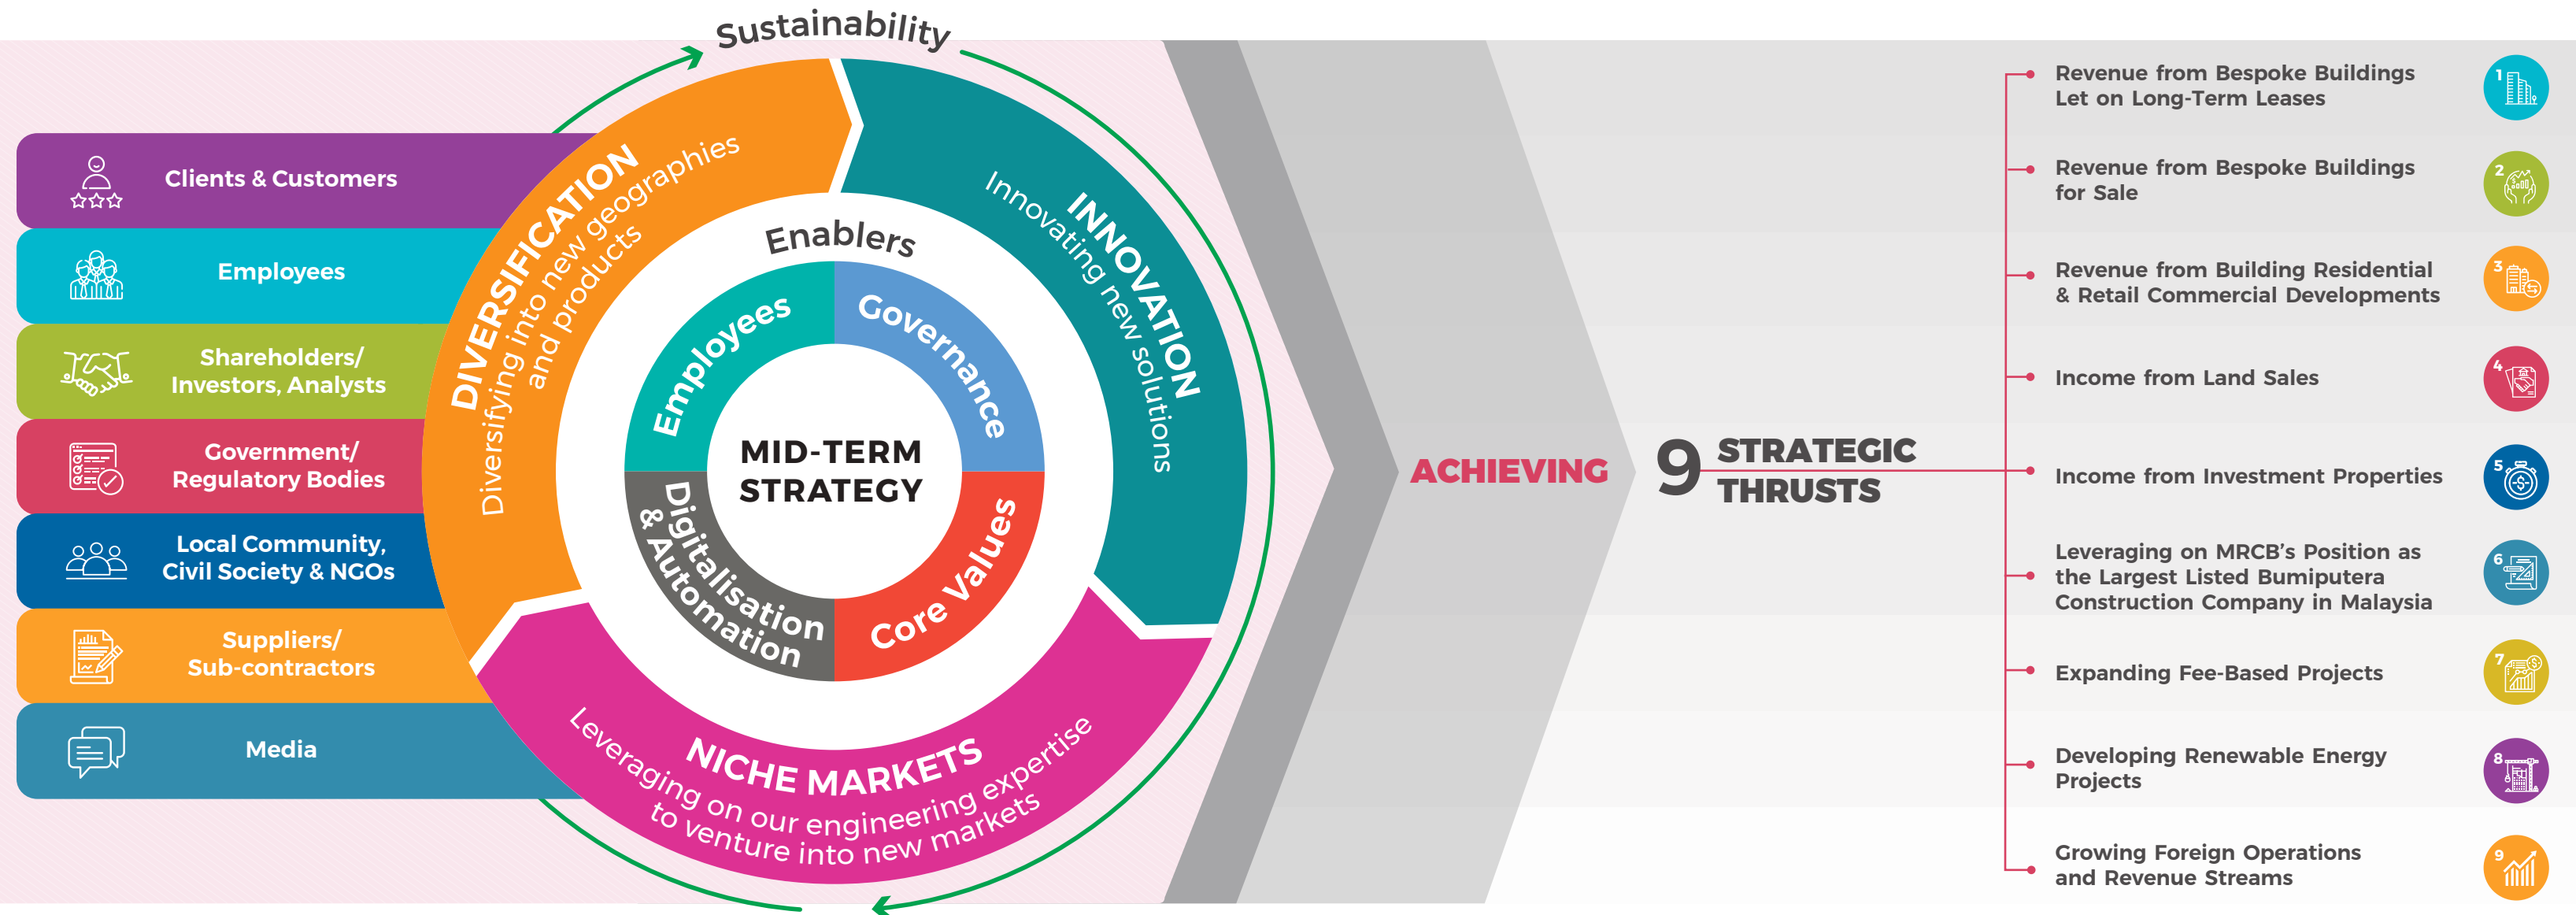 Sustainability
Clients & Customers
Employees
Shareholders/
Investors, Analysts
Government/
Regulatory Bodies
Local Community,
Civil Society & NGOs
Suppliers/
Sub-contractors
Media
DIVERSIFICATION
Diversifying into new geographies
and products
INNOVATION
Innovating new solutions
NICHE MARKETS
Leveraging on our engineering expertise
to venture into new markets
Enablers
Employees
Governance
Digitalisation
& Automation
Core Values
MID-TERM
STRATEGY
ACHIEVING
9 STRATEGIC
THRUSTS
Revenue from Bespoke Buildings
Let on Long-Term Leases
1
Revenue from Bespoke Buildings
for Sale
2
Revenue from Building Residential
& Retail Commercial Developments
3
Income from Land Sales
4
Income from Investment Properties
5
Leveraging on MRCB’s Position as
the Largest Listed Bumiputera
Construction Company in Malaysia
6
Expanding Fee-Based Projects
7
Developing Renewable Energy
Projects
8
Growing Foreign Operations
and Revenue Streams
9